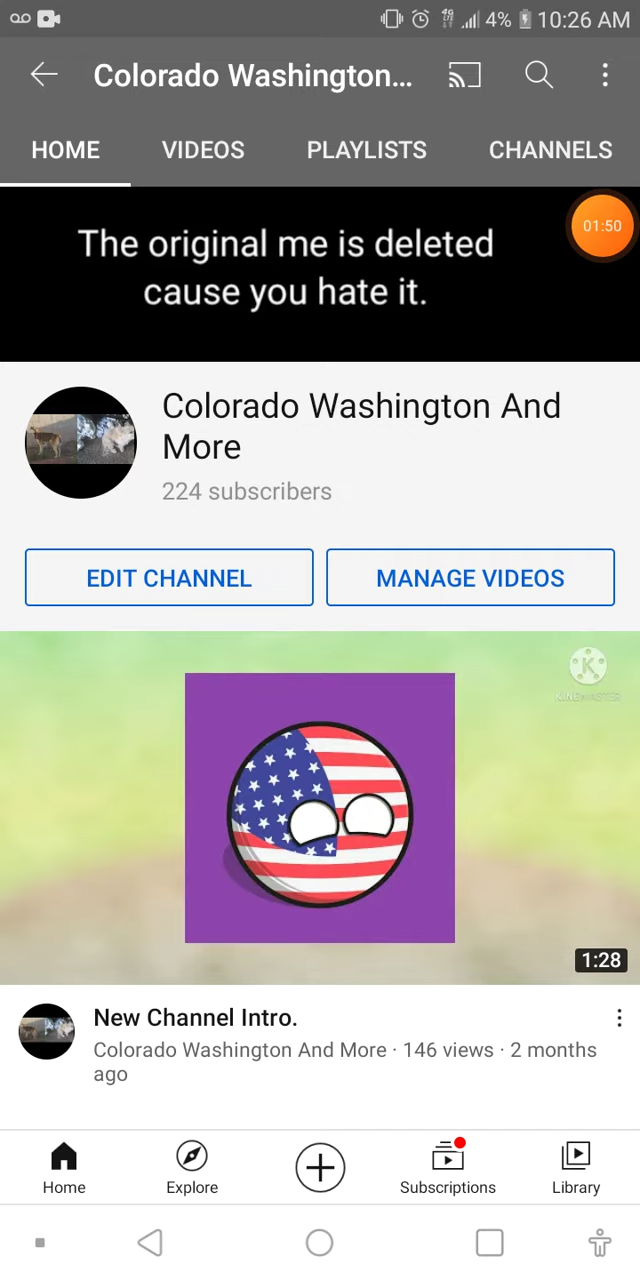 4G 4% 10:26 AM
Colorado Washington...
HOME VIDEOS PLAYLISTS CHANNELS
The original me is deleted
cause you hate it.
01:50
Colorado Washington And
More
224 subscribers
EDIT CHANNEL MANAGE VIDEOS
K
KINEMASTER
1:28
New Channel Intro.
Colorado Washington And More · 146 views · 2 months
ago
Home Explore Subscriptions Library